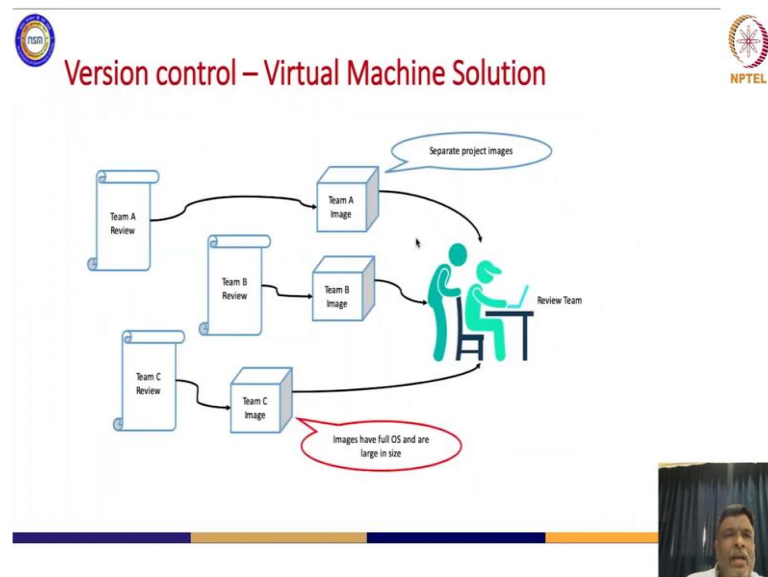 nsm
NPTEL
Version control – Virtual Machine Solution
Separate project images
Team A
Review
Team A
Image
Team B
Review
Team B
Image
Review Team
Team C
Review
Team C
Image
Images have full OS and are
large in size